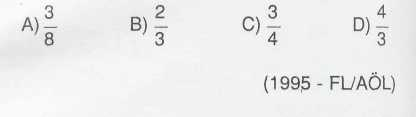 A) 3/8 B) 2/3 C) 3/4 D) 4/3
(1995 - FL/AÖL)